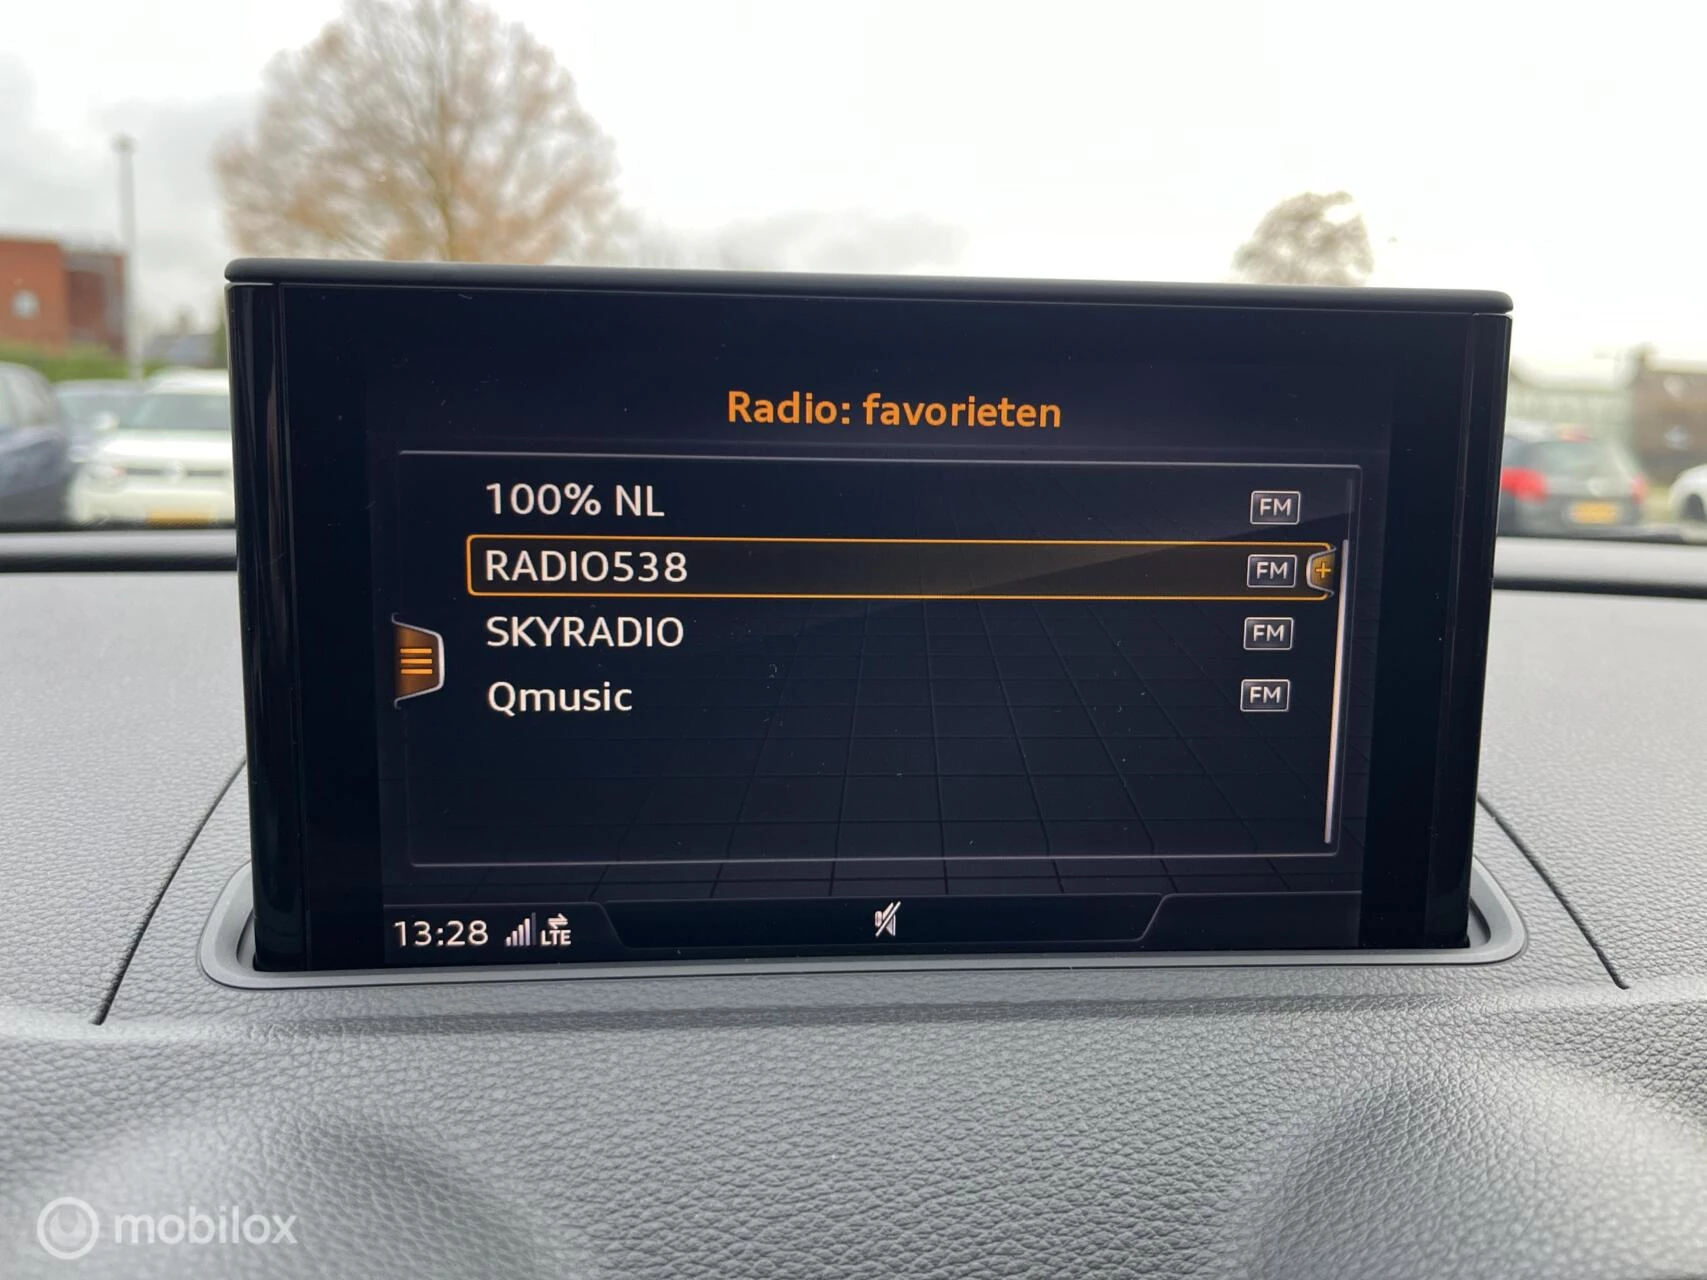 Radio: favorieten
100% NL FM
RADIO538 FM +
SKYRADIO FM
Qmusic FM
13:28 LTE
mobilox